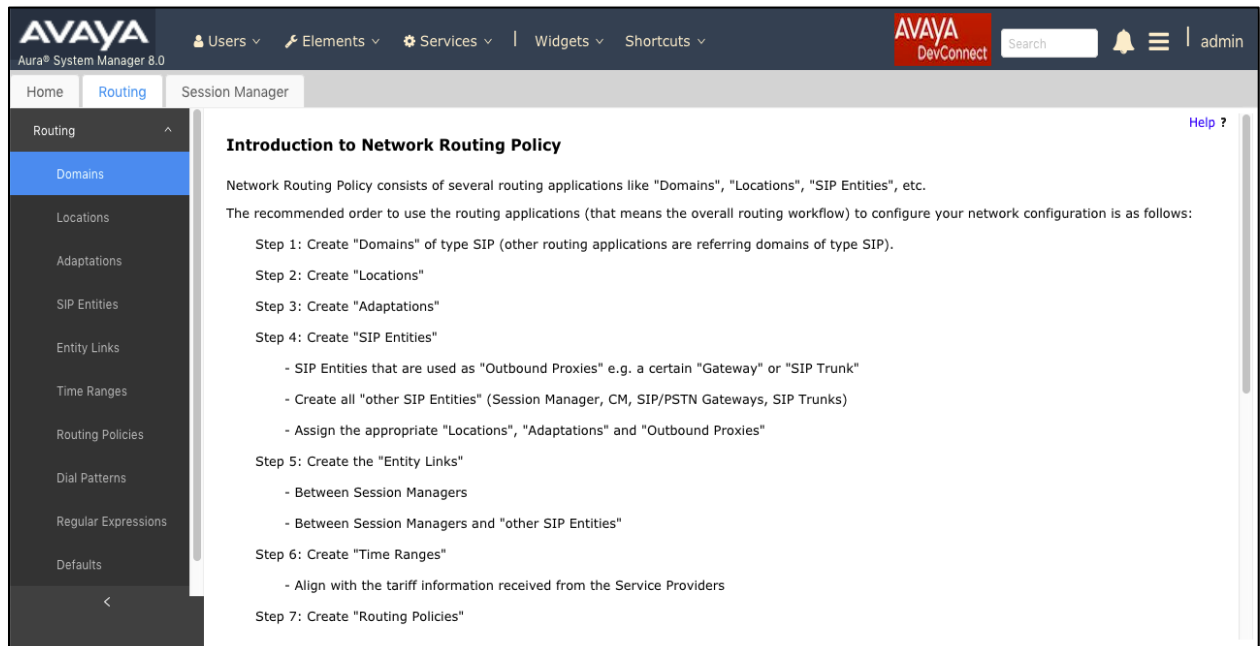 AVAYA
Aura® System Manager 8.0
Users
Elements
Services
Widgets
Shortcuts
AVAYA
DevConnect
Search
admin
Home
Routing
Session Manager
Routing
Domains
Locations
Adaptations
SIP Entities
Entity Links
Time Ranges
Routing Policies
Dial Patterns
Regular Expressions
Defaults
<
Help ?
Introduction to Network Routing Policy
Network Routing Policy consists of several routing applications like "Domains", "Locations", "SIP Entities", etc.
The recommended order to use the routing applications (that means the overall routing workflow) to configure your network configuration is as follows:
Step 1: Create "Domains" of type SIP (other routing applications are referring domains of type SIP).
Step 2: Create "Locations"
Step 3: Create "Adaptations"
Step 4: Create "SIP Entities"
- SIP Entities that are used as "Outbound Proxies" e.g. a certain "Gateway" or "SIP Trunk"
- Create all "other SIP Entities" (Session Manager, CM, SIP/PSTN Gateways, SIP Trunks)
- Assign the appropriate "Locations", "Adaptations" and "Outbound Proxies"
Step 5: Create the "Entity Links"
- Between Session Managers
- Between Session Managers and "other SIP Entities"
Step 6: Create "Time Ranges"
- Align with the tariff information received from the Service Providers
Step 7: Create "Routing Policies"